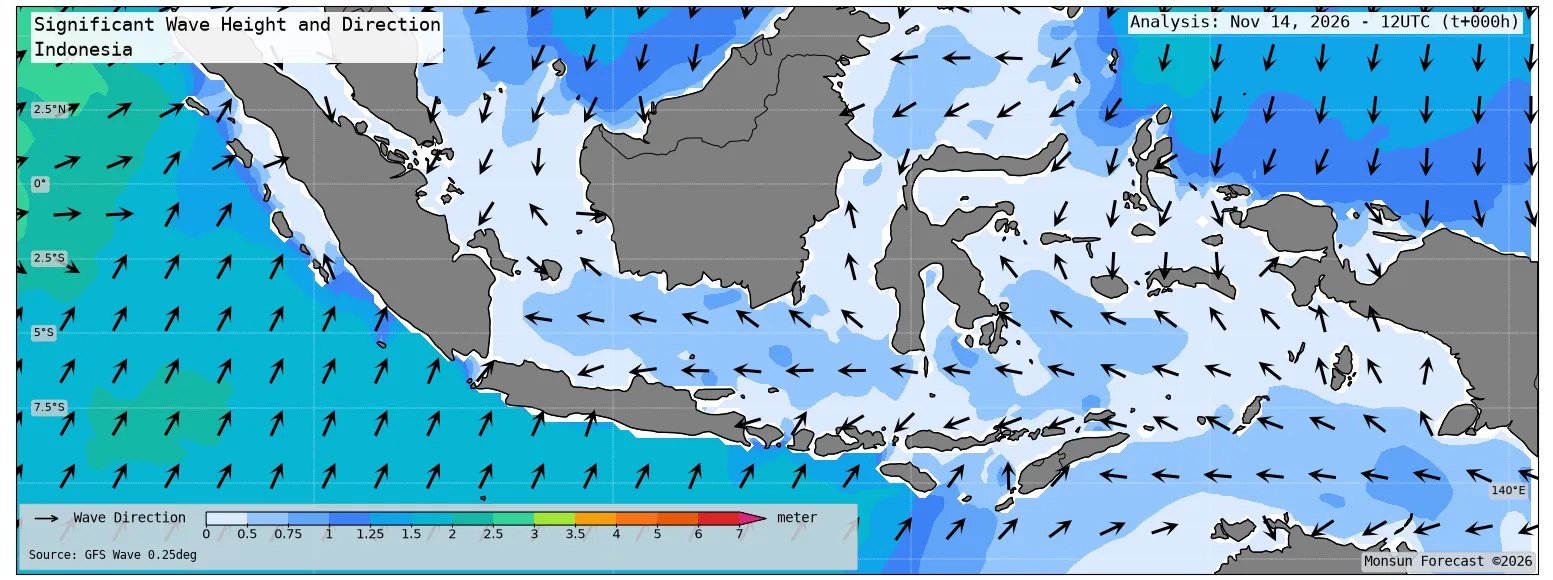 Significant Wave Height and Direction
Indonesia
Analysis: Nov 14, 2026 - 12UTC (t+000h)
2.5°N
0°
2.5°S
5°S
7.5°S
140°E
Wave Direction
meter
0 0.5 0.75 1 1.25 1.5 2 2.5 3 3.5 4 5 6 7
Source: GFS Wave 0.25deg
Monsun Forecast ©2026